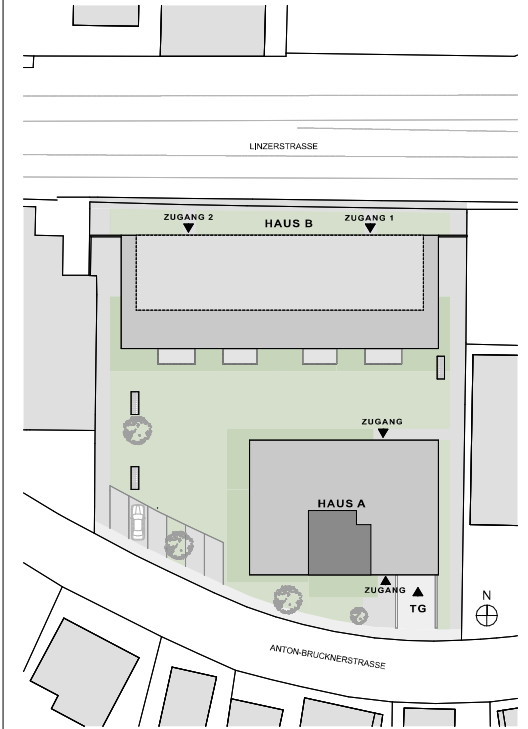 LINZERSTRASSE
ZUGANG 2
HAUS B
ZUGANG 1
ZUGANG
HAUS A
ZUGANG
TG
N
ANTON-BRUCKNERSTRASSE